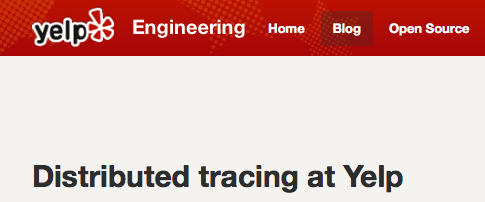 yelp Engineering Home Blog Open Source
Distributed tracing at Yelp